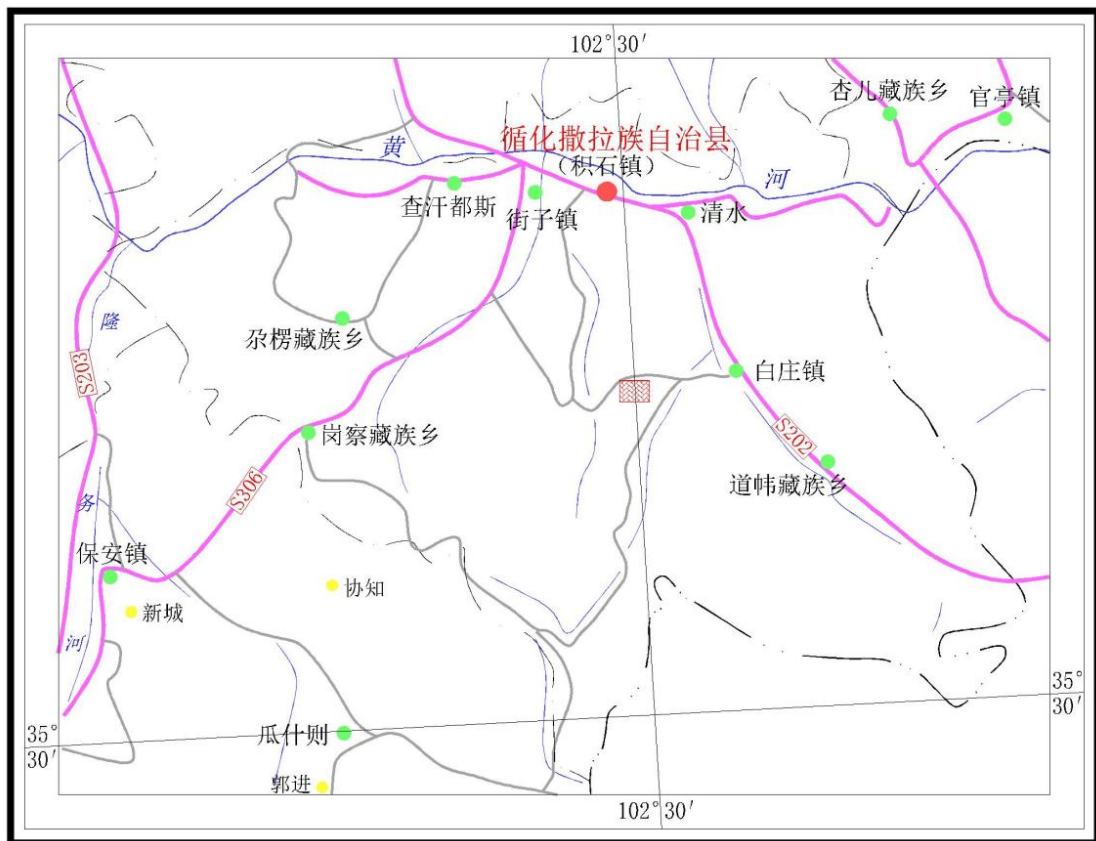 102°30′
杏儿藏族乡
官亭镇
循化撒拉族自治县
黄
(积石镇)
河
查汗都斯
街子镇
清水
隆
尕楞藏族乡
S203
白庄镇
岗察藏族乡
S202
道帏藏族乡
S306
务
保安镇
协知
新城
河
35°
30′
瓜什则
35°
30′
郭进
102°30′